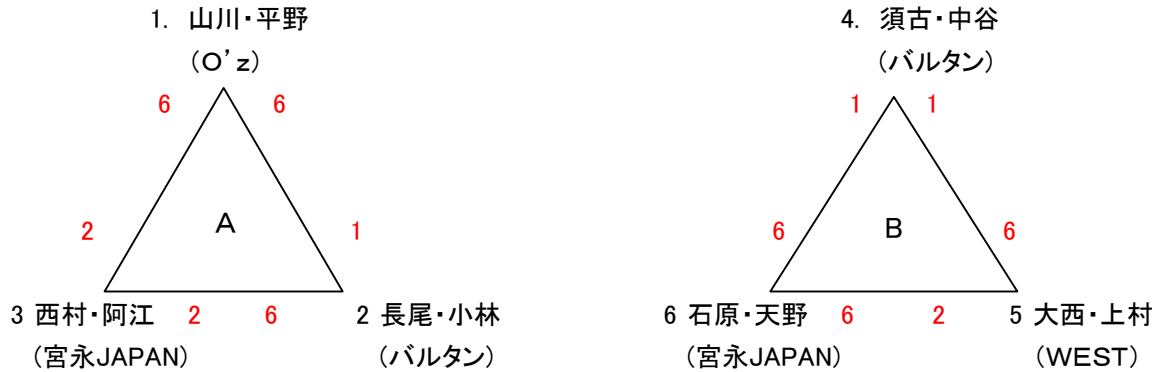 1. 山川・平野
(O'z)
6 6
A
2 1
3 西村・阿江 2 6 2 長尾・小林
(宮永JAPAN) (バルタン)
4. 須古・中谷
(バルタン)
1 1
B
6 6
6 石原・天野 6 2 5 大西・上村
(宮永JAPAN) (WEST)